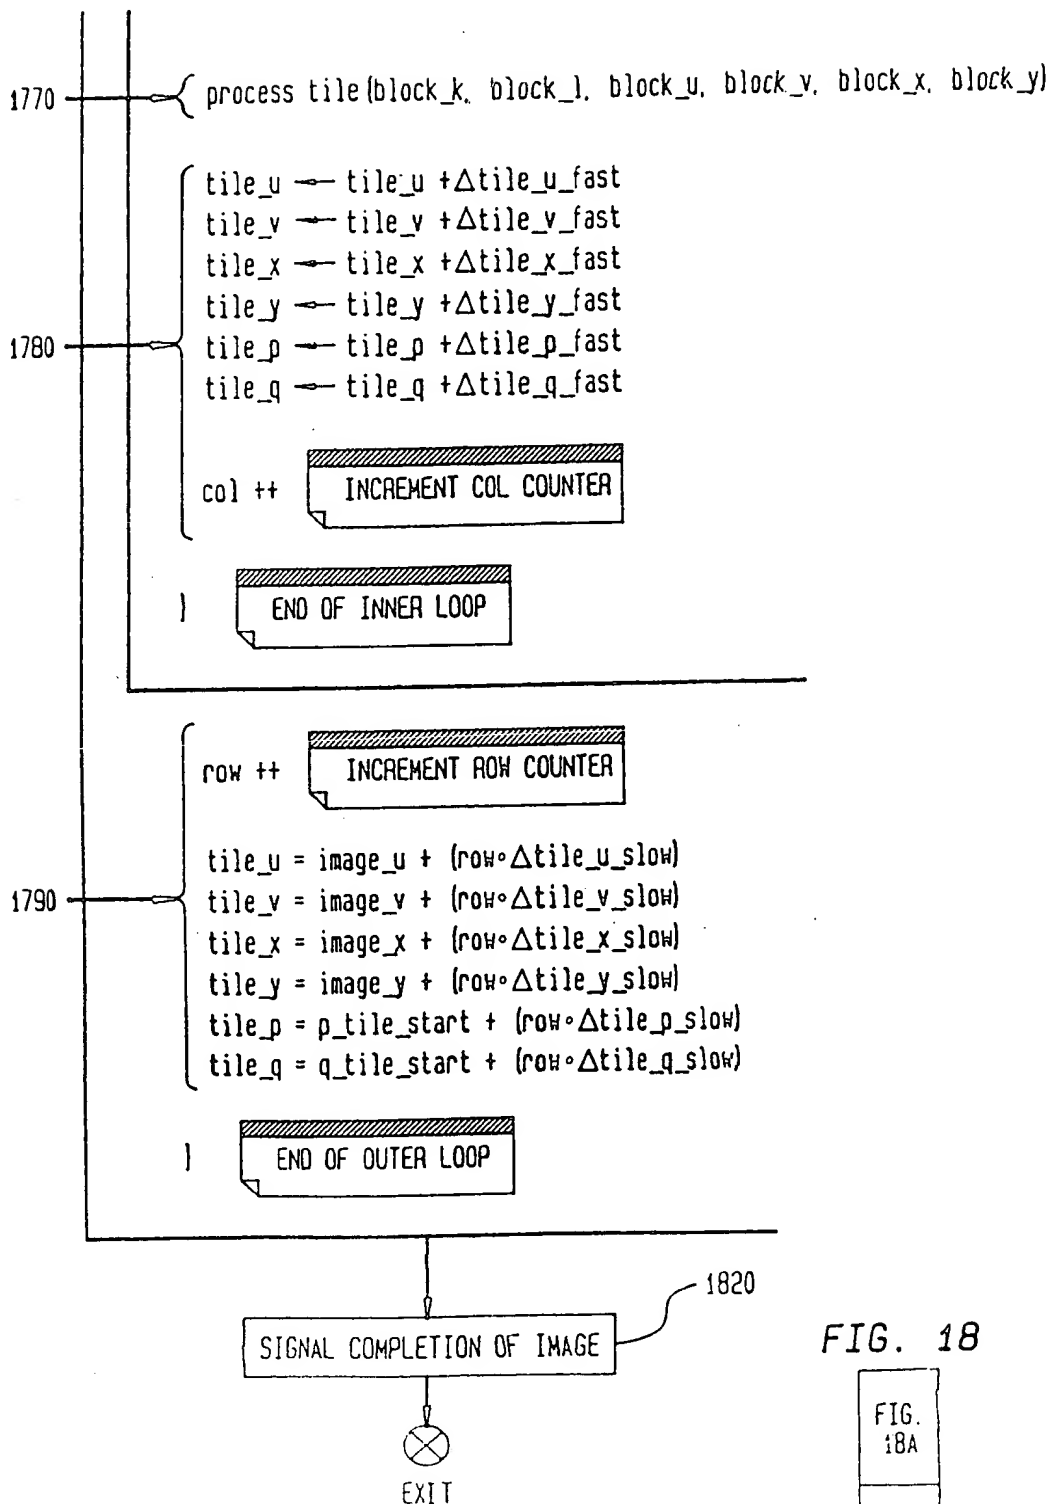 1770 { process tile (block_k, block_l, block_u, block_v, block_x, block_y)
tile_u ← tile_u +Δtile_u_fast
tile_v ← tile_v +Δtile_v_fast
tile_x ← tile_x +Δtile_x_fast
tile_y ← tile_y +Δtile_y_fast
1780 { tile_p ← tile_p +Δtile_p_fast
tile_q ← tile_q +Δtile_q_fast
col ++ INCREMENT COL COUNTER
} END OF INNER LOOP
row ++ INCREMENT ROW COUNTER
tile_u = image_u + (row∘Δtile_u_slow)
1790 { tile_v = image_v + (row∘Δtile_v_slow)
tile_x = image_x + (row∘Δtile_x_slow)
tile_y = image_y + (row∘Δtile_y_slow)
tile_p = p_tile_start + (row∘Δtile_p_slow)
tile_q = q_tile_start + (row∘Δtile_q_slow)
} END OF OUTER LOOP
1820
SIGNAL COMPLETION OF IMAGE
EXIT
FIG. 18
FIG.
18A